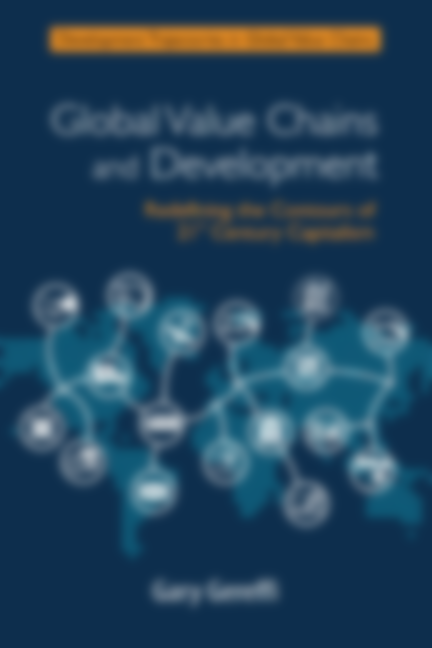 Global Value Chains
and Development
Redefining the Contours of
21st Century Capitalism
Gary Gereffi